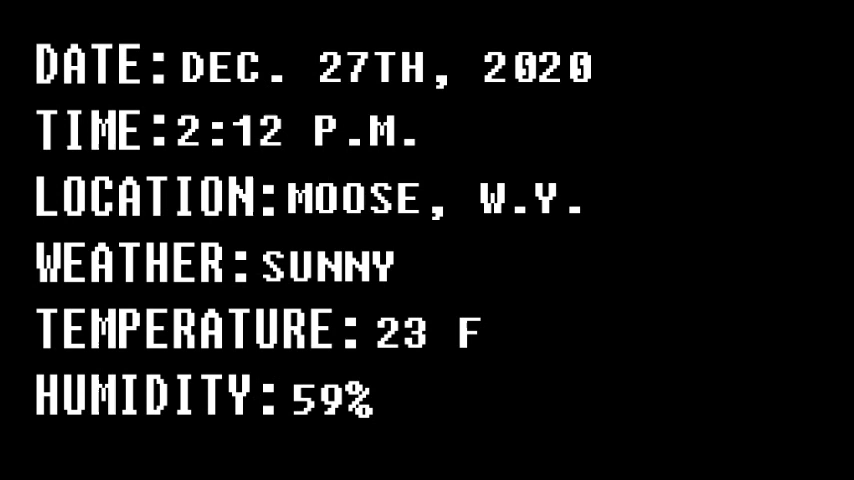 DATE: DEC. 27TH, 2020
TIME: 2:12 P.M.
LOCATION: MOOSE, W.Y.
WEATHER: SUNNY
TEMPERATURE: 23 F
HUMIDITY: 59%